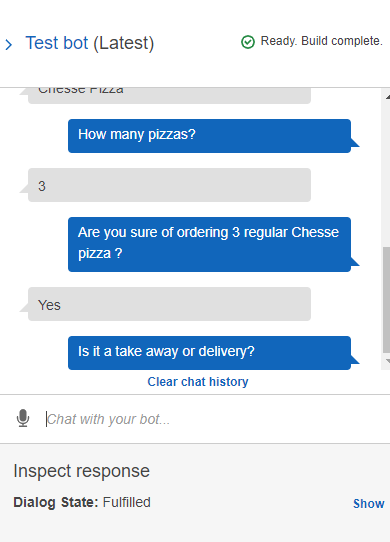 Test bot (Latest)
Ready. Build complete.
Chesse Pizza
How many pizzas?
3
Are you sure of ordering 3 regular Chesse
pizza ?
Yes
Is it a take away or delivery?
Clear chat history
Chat with your bot...
Inspect response
Dialog State: Fulfilled
Show